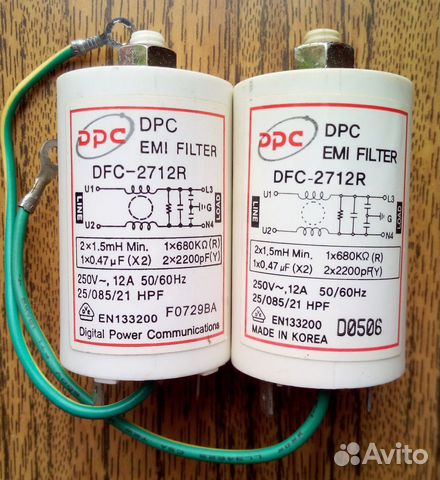 DPC
DPC
EMI FILTER
DFC-2712R
LINE
U1
U2
L3
G
N4
LOAD
2x1.5mH Min. 1x680KΩ(R)
1x0.47µF(X2) 2x2200pF(Y)
250V~,12A 50/60Hz
25/085/21 HPF
EN133200 F0729BA
Digital Power Communications
DPC
DPC
EMI FILTER
DFC-2712R
LINE
U1
U2
L3
G
N4
LOAD
2x1.5mH Min. 1x680KΩ(R)
1x0.47µF(X2) 2x2200pF(Y)
250V~,12A 50/60Hz
25/085/21 HPF
EN133200
MADE IN KOREA D0506
Avito